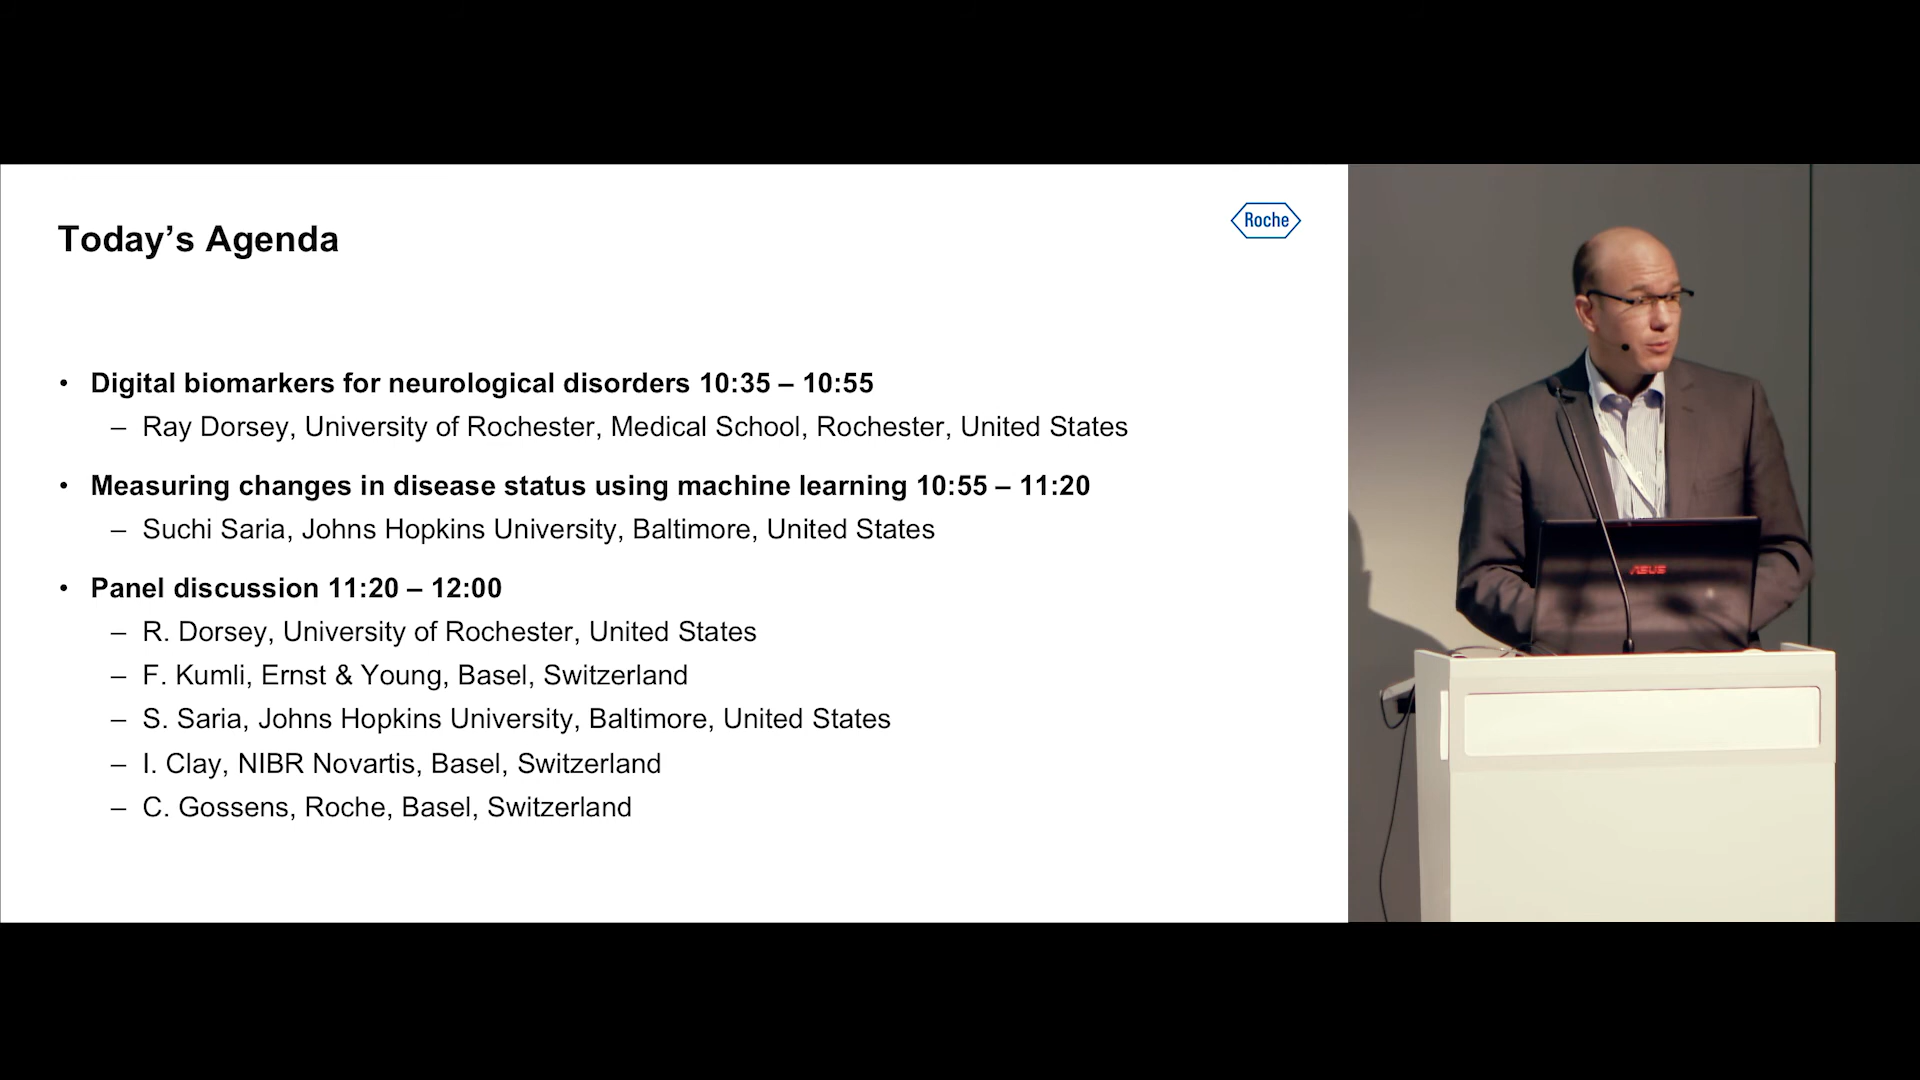 Today’s Agenda
Roche
• Digital biomarkers for neurological disorders 10:35 – 10:55
– Ray Dorsey, University of Rochester, Medical School, Rochester, United States
• Measuring changes in disease status using machine learning 10:55 – 11:20
– Suchi Saria, Johns Hopkins University, Baltimore, United States
• Panel discussion 11:20 – 12:00
– R. Dorsey, University of Rochester, United States
– F. Kumli, Ernst & Young, Basel, Switzerland
– S. Saria, Johns Hopkins University, Baltimore, United States
– I. Clay, NIBR Novartis, Basel, Switzerland
– C. Gossens, Roche, Basel, Switzerland
ASUS